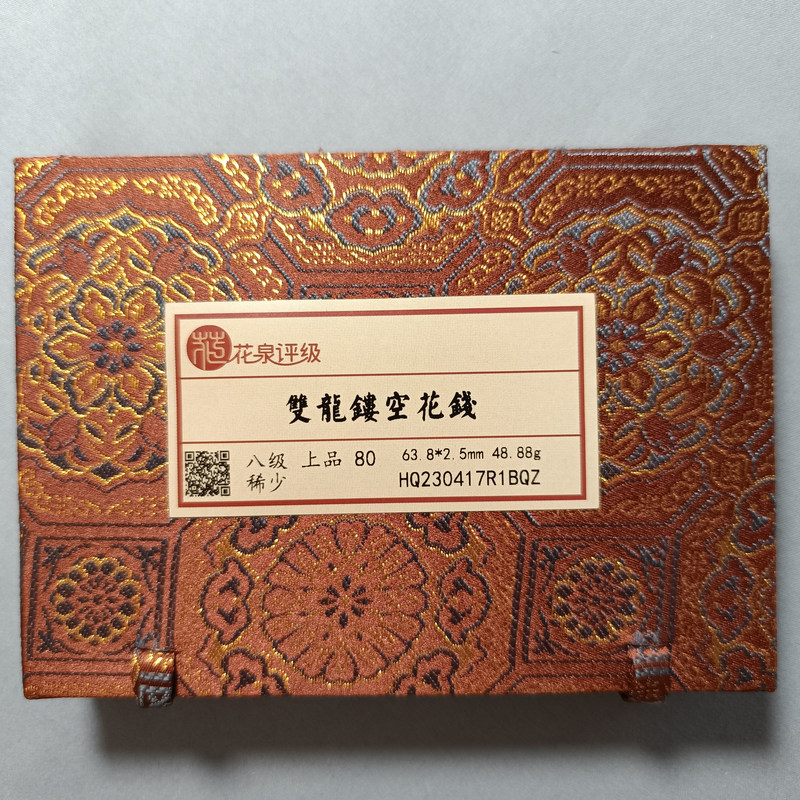 花泉评级
雙龍鏤空花錢
八级 上品 80 63.8*2.5mm 48.88g
稀少 HQ230417R1BQZ